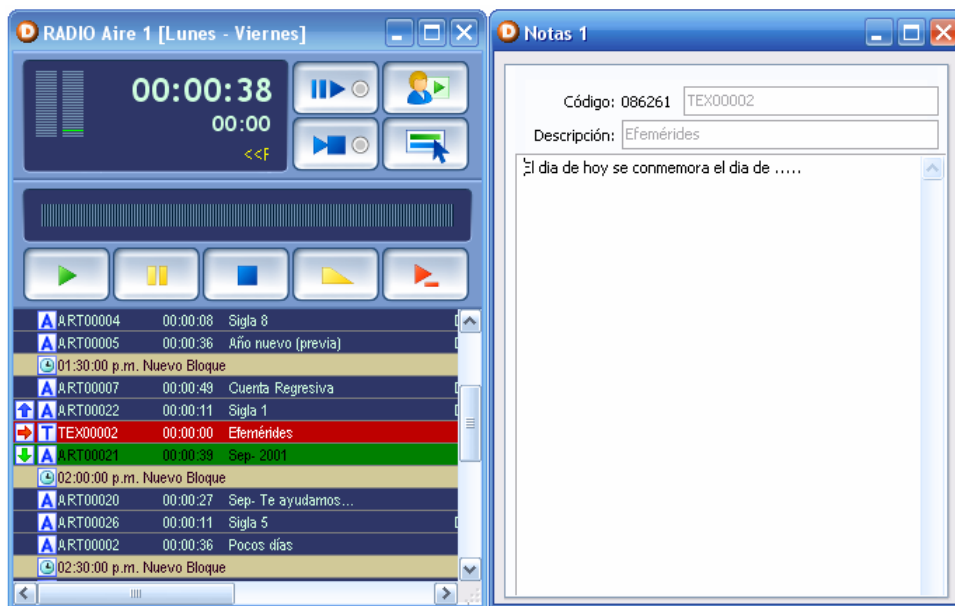 RADIO Aire 1 [Lunes - Viernes]
00:00:38
00:00
<<F
A ART00004 00:00:08 Sigla 8
A ART00005 00:00:36 Año nuevo (previa)
01:30:00 p.m. Nuevo Bloque
A ART00007 00:00:49 Cuenta Regresiva
A ART00022 00:00:11 Sigla 1
T TEX00002 00:00:00 Efemérides
A ART00021 00:00:39 Sep- 2001
02:00:00 p.m. Nuevo Bloque
A ART00020 00:00:27 Sep- Te ayudamos...
A ART00026 00:00:11 Sigla 5
A ART00002 00:00:36 Pocos días
02:30:00 p.m. Nuevo Bloque
Notas 1
Código: 086261 TEX00002
Descripción: Efemérides
El dia de hoy se conmemora el dia de .....